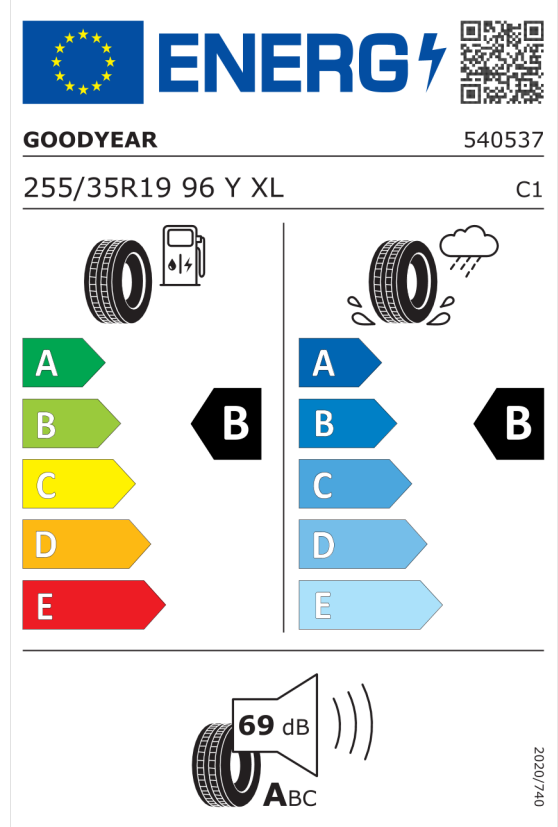 ENERG
GOODYEAR 540537
255/35R19 96 Y XL C1
A A
B B B B
C C
D D
E E
69 dB
ABC
2020/740